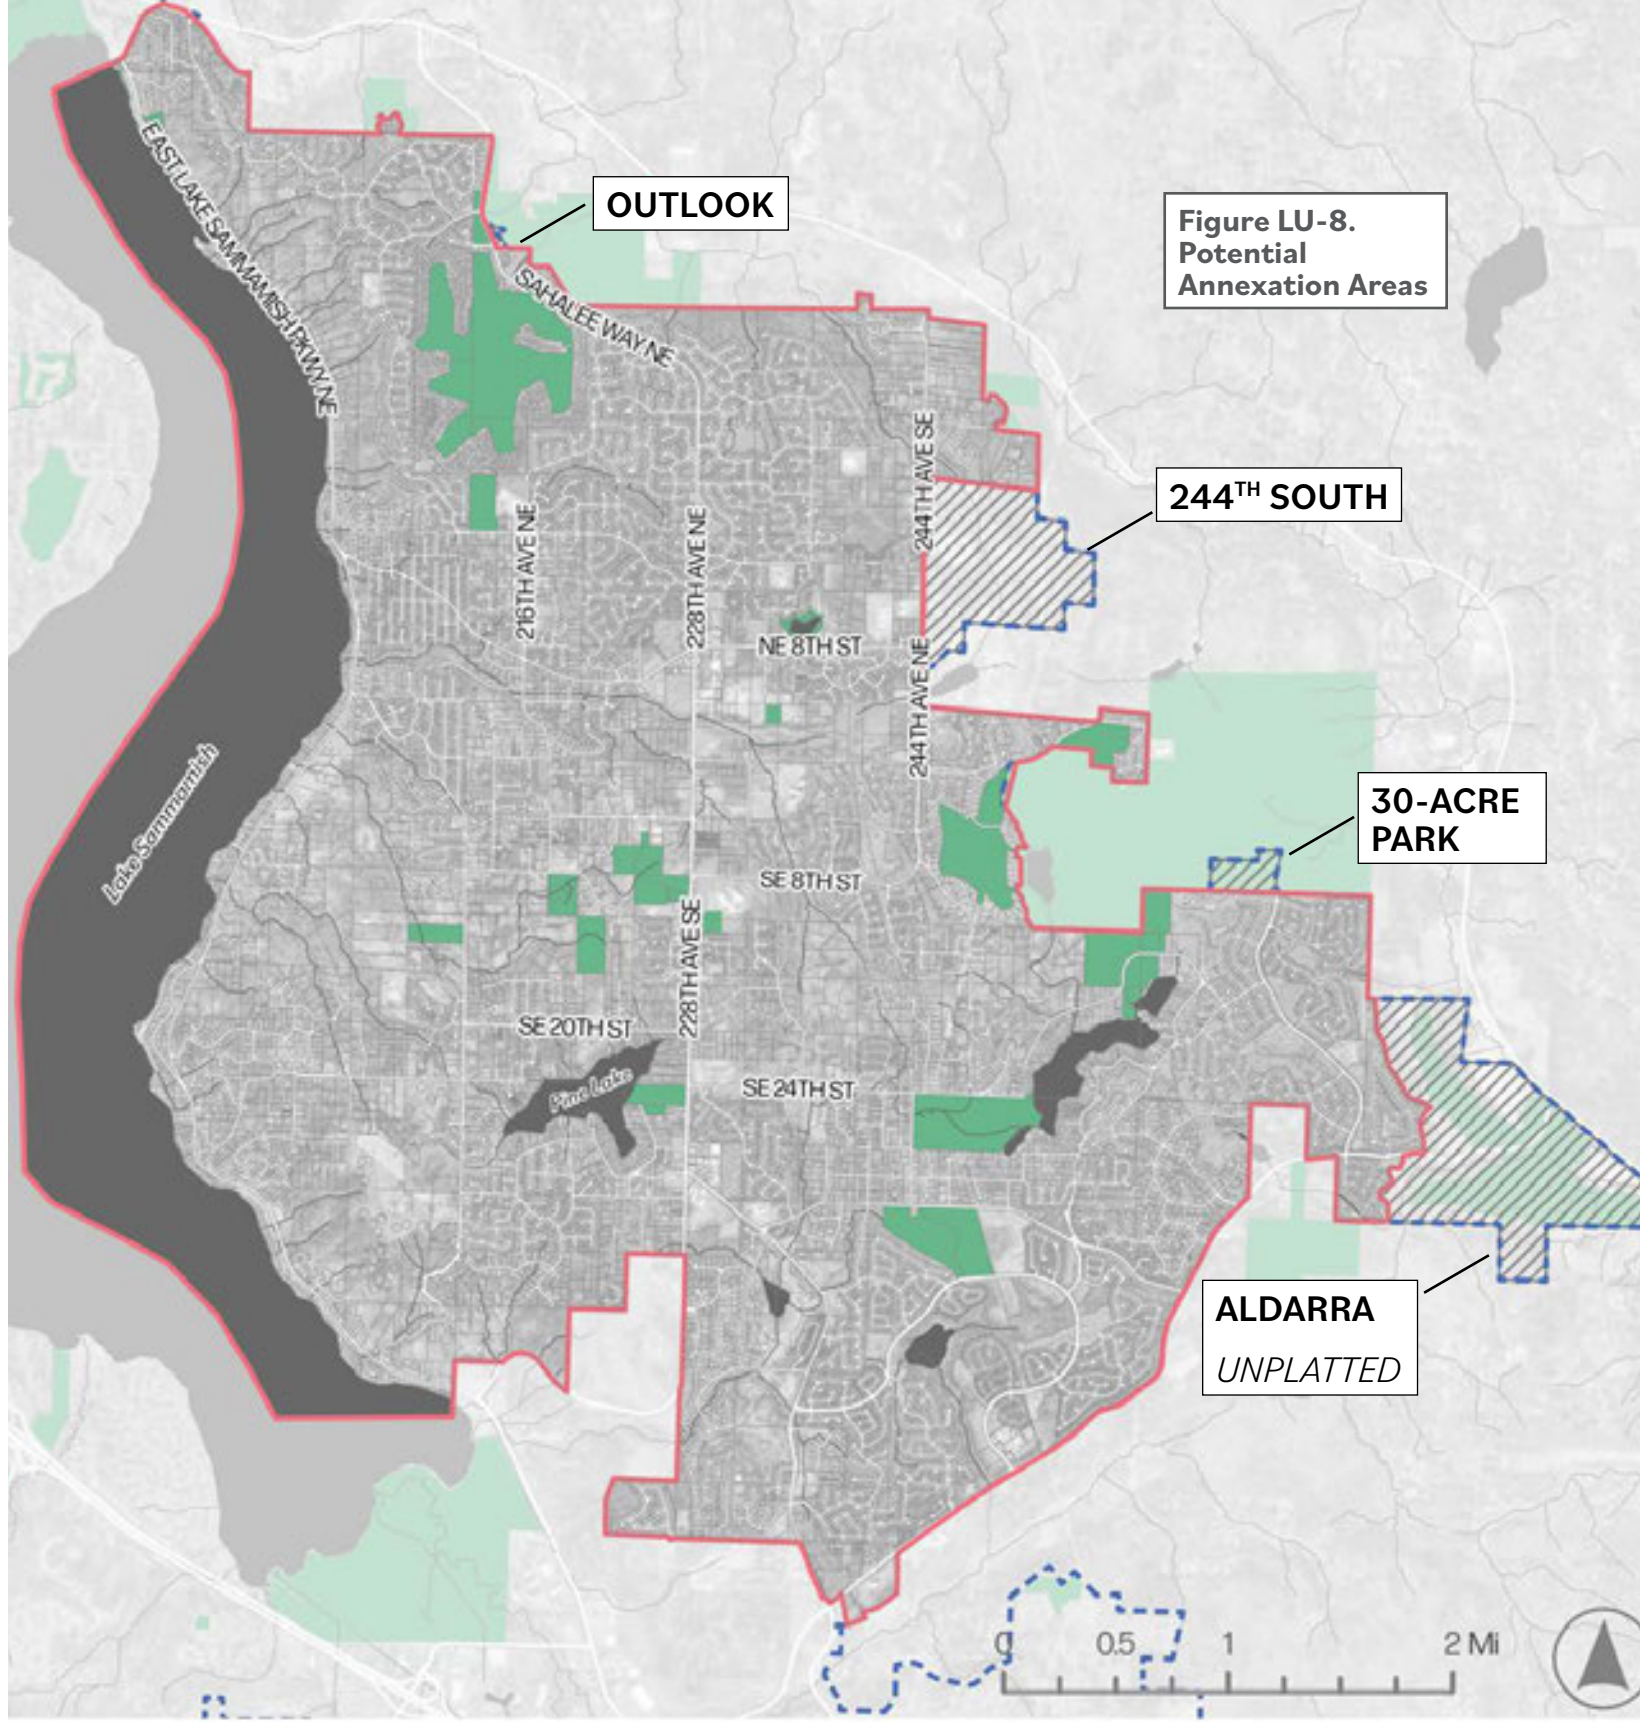 OUTLOOK
Figure LU-8.
Potential
Annexation Areas
EAST LAKE SAMMAMISH PKWY NE
SAHALEE WAY NE
244TH AVE SE
244TH SOUTH
216TH AVE NE
228TH AVE NE
NE 8TH ST
244TH AVE NE
Lake Sammamish
30-ACRE
PARK
SE 8TH ST
228TH AVE SE
SE 20TH ST
Pine Lake
SE 24TH ST
ALDARRA
UNPLATTED
0 0.5 1 2 Mi